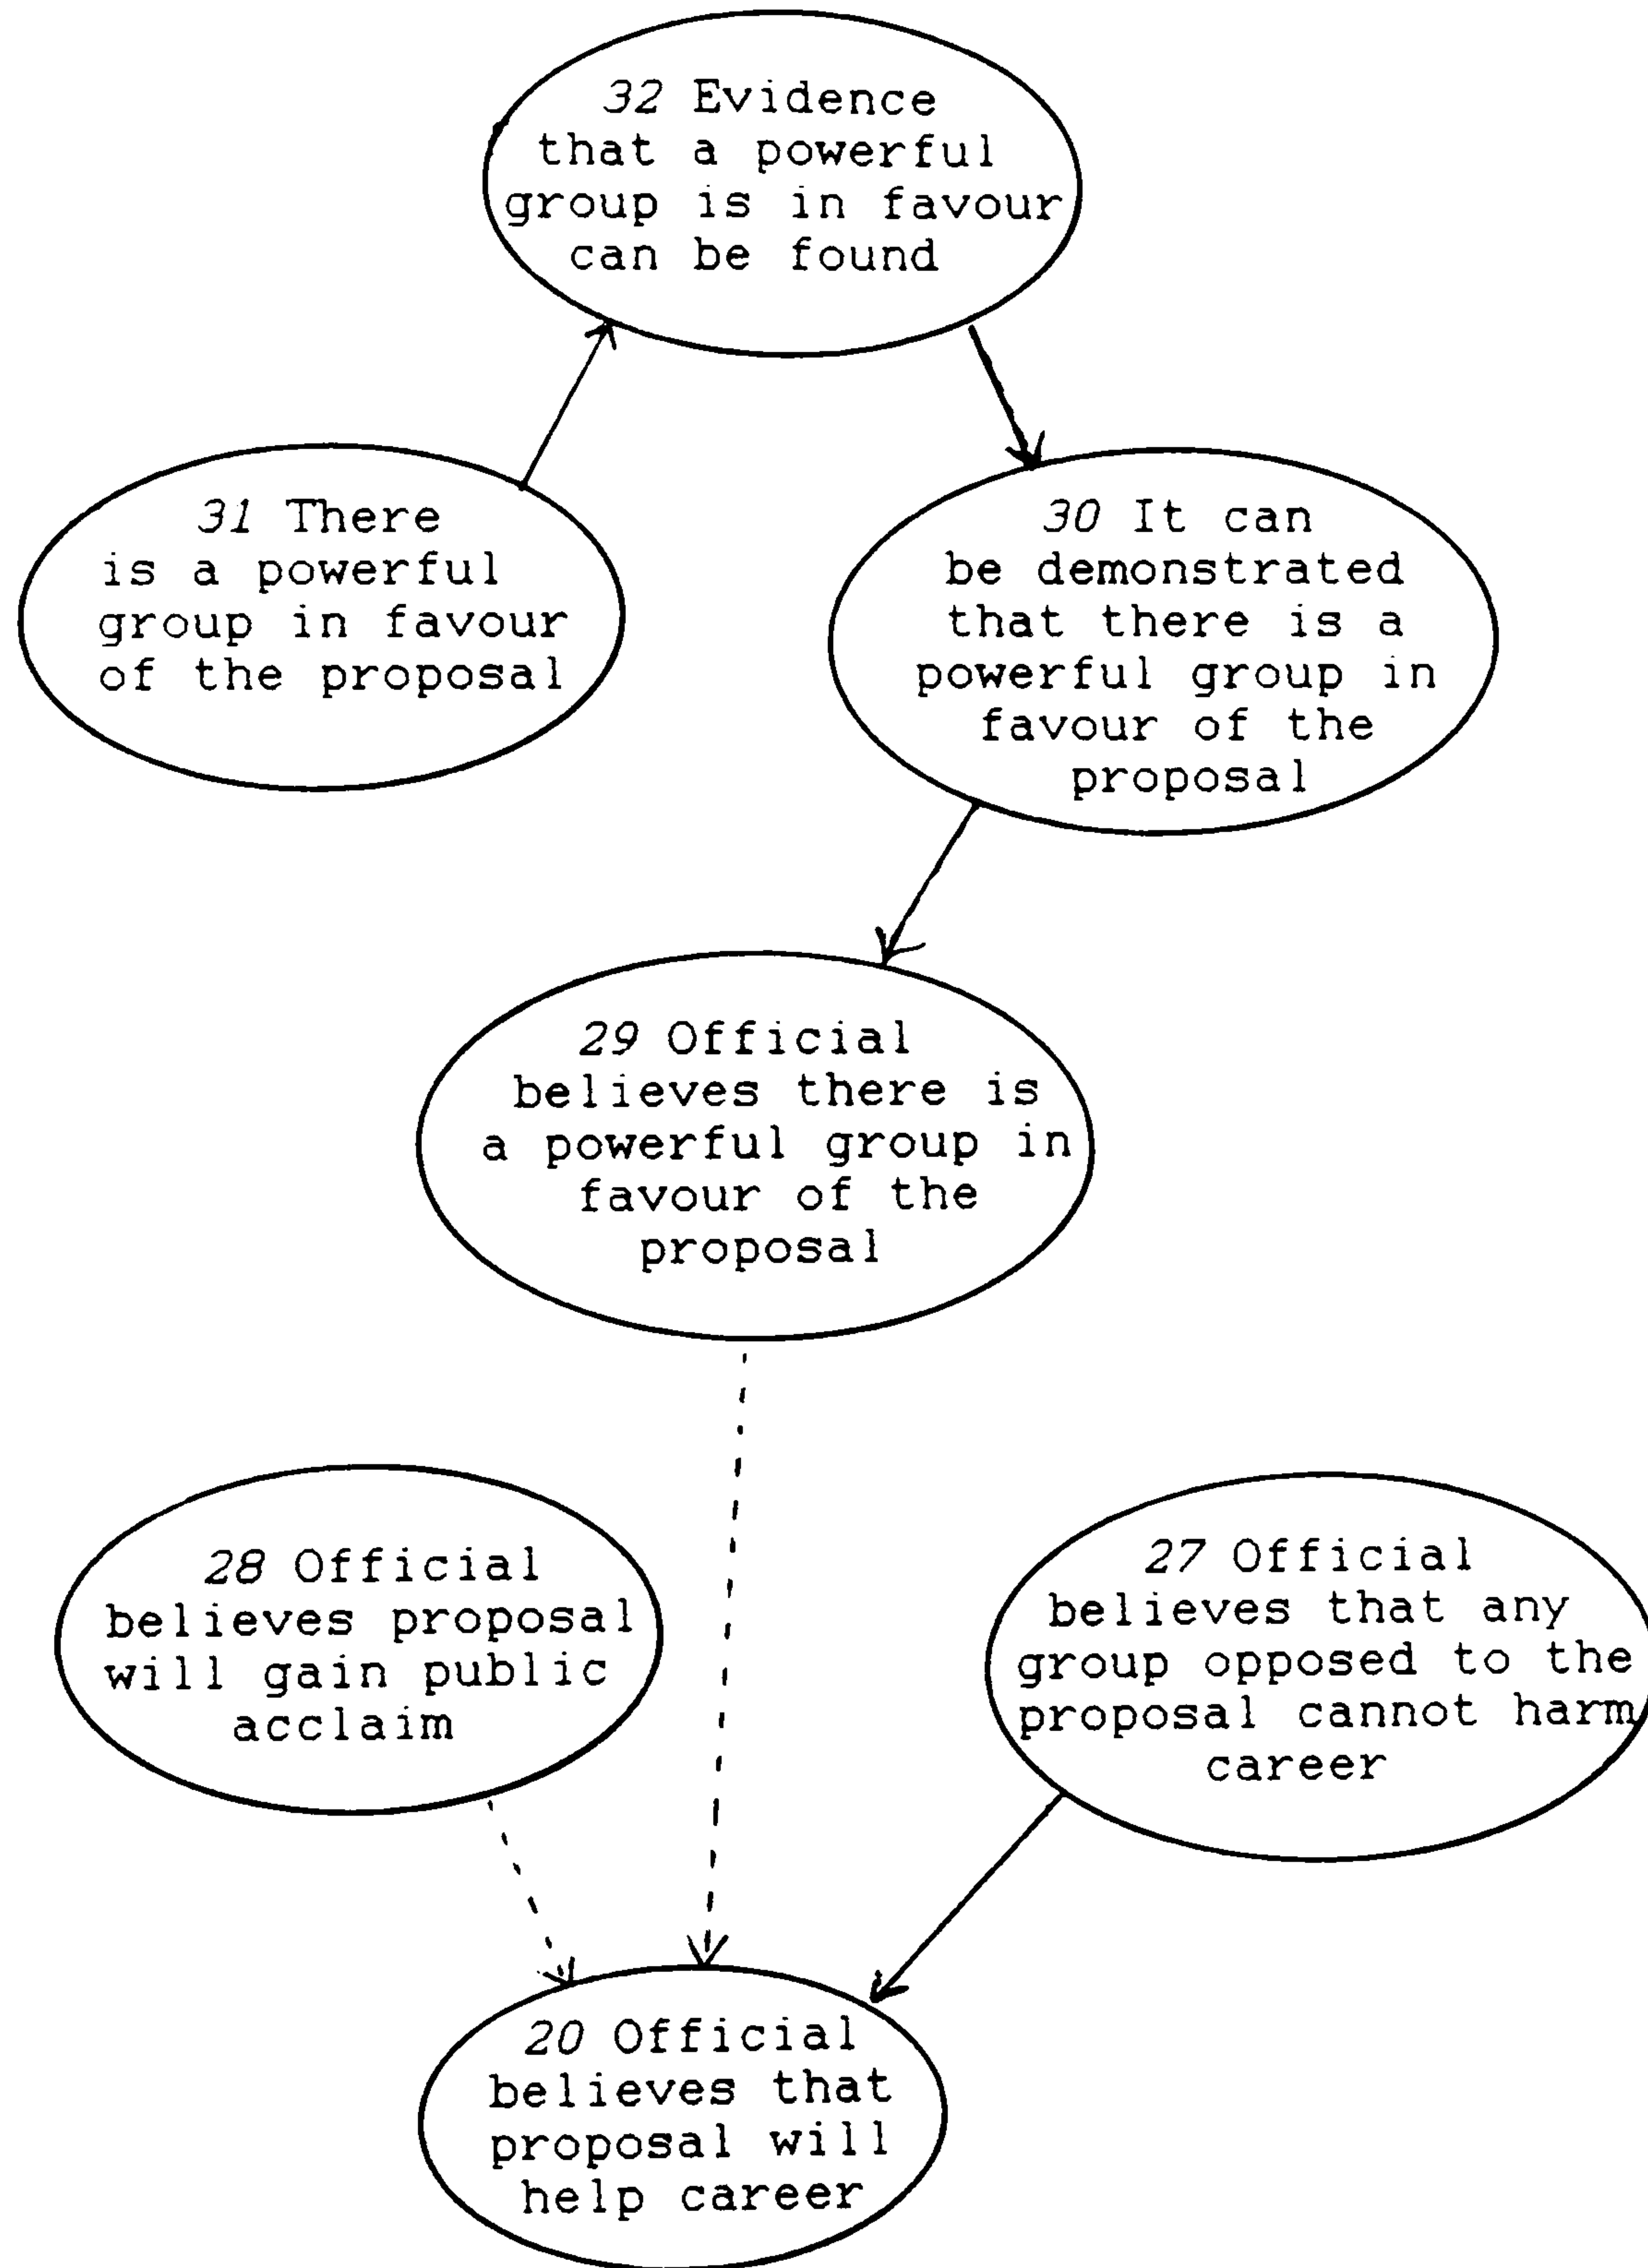 32 Evidence
that a powerful
group is in favour
can be found
31 There
is a powerful
group in favour
of the proposal
30 It can
be demonstrated
that there is a
powerful group in
favour of the
proposal
29 Official
believes there is
a powerful group in
favour of the
proposal
28 Official
believes proposal
will gain public
acclaim
27 Official
believes that any
group opposed to the
proposal cannot harm
career
20 Official
believes that
proposal will
help career